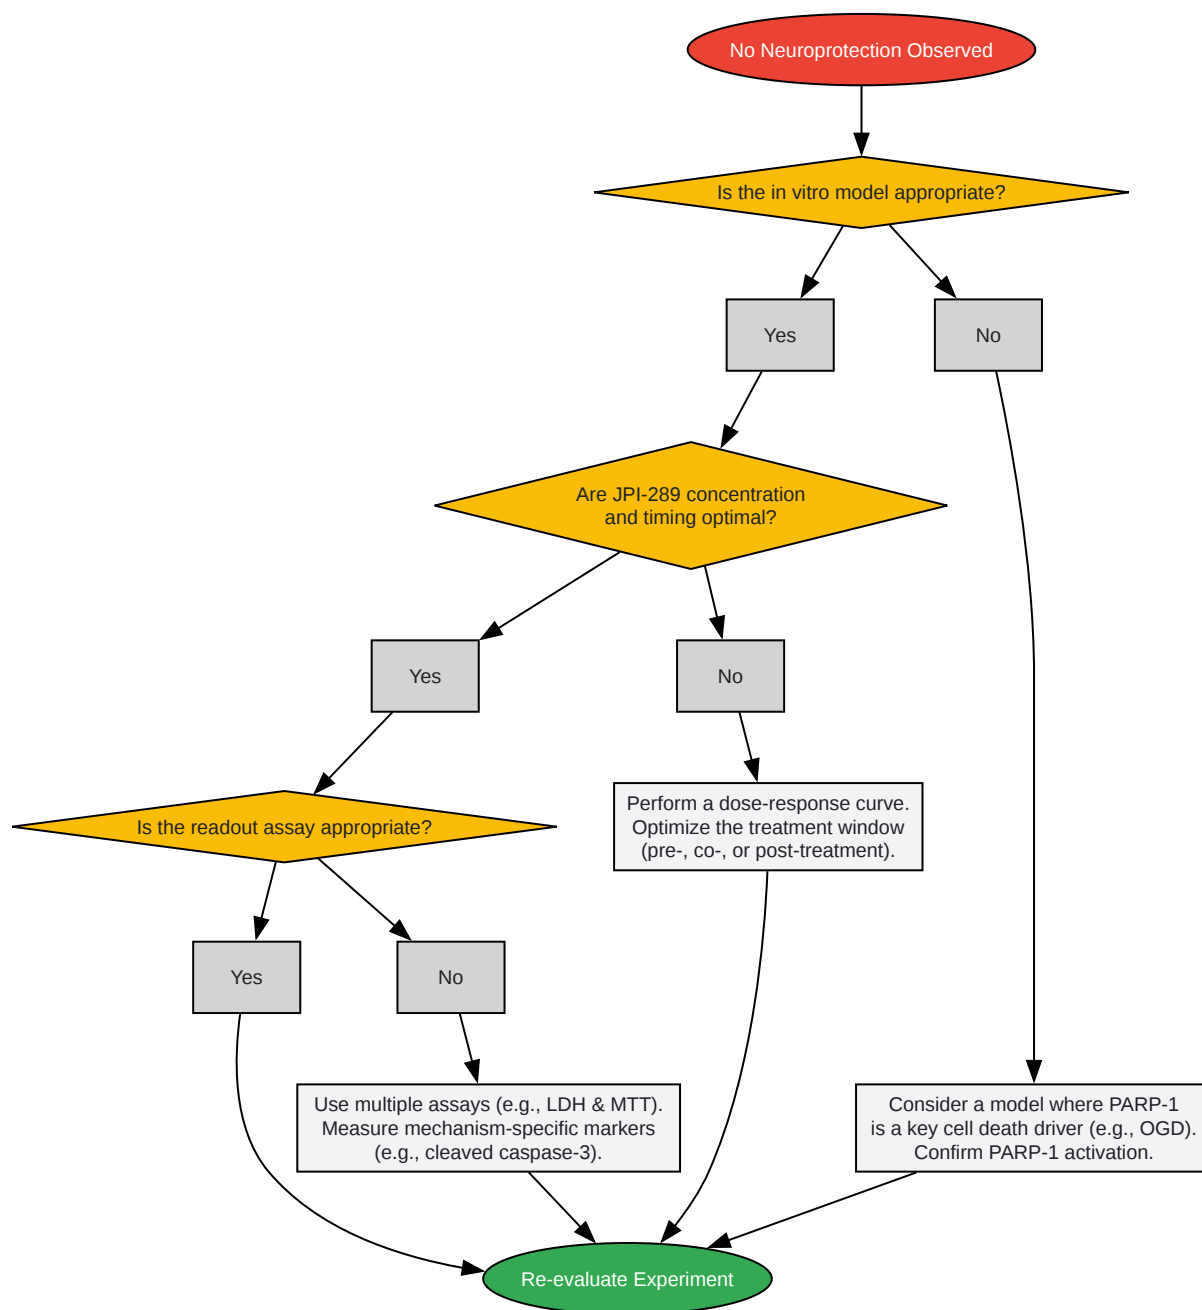 No Neuroprotection Observed
Is the in vitro model appropriate?
Yes
No
Are JPI-289 concentration
and timing optimal?
Yes
No
Perform a dose-response curve.
Optimize the treatment window
(pre-, co-, or post-treatment).
Is the readout assay appropriate?
Yes
No
Use multiple assays (e.g., LDH & MTT).
Measure mechanism-specific markers
(e.g., cleaved caspase-3).
Consider a model where PARP-1
is a key cell death driver (e.g., OGD).
Confirm PARP-1 activation.
Re-evaluate Experiment